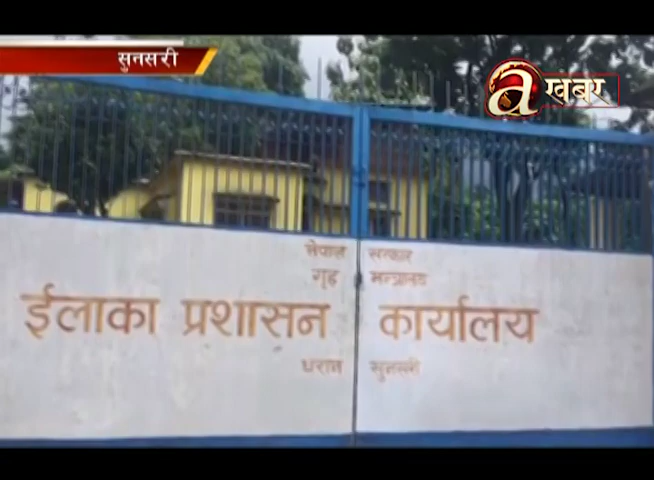 सुनसरी
a खबर
नेपाल सरकार
गृह मन्त्रालय
ईलाका प्रशासन कार्यालय
धरान सुनसरी